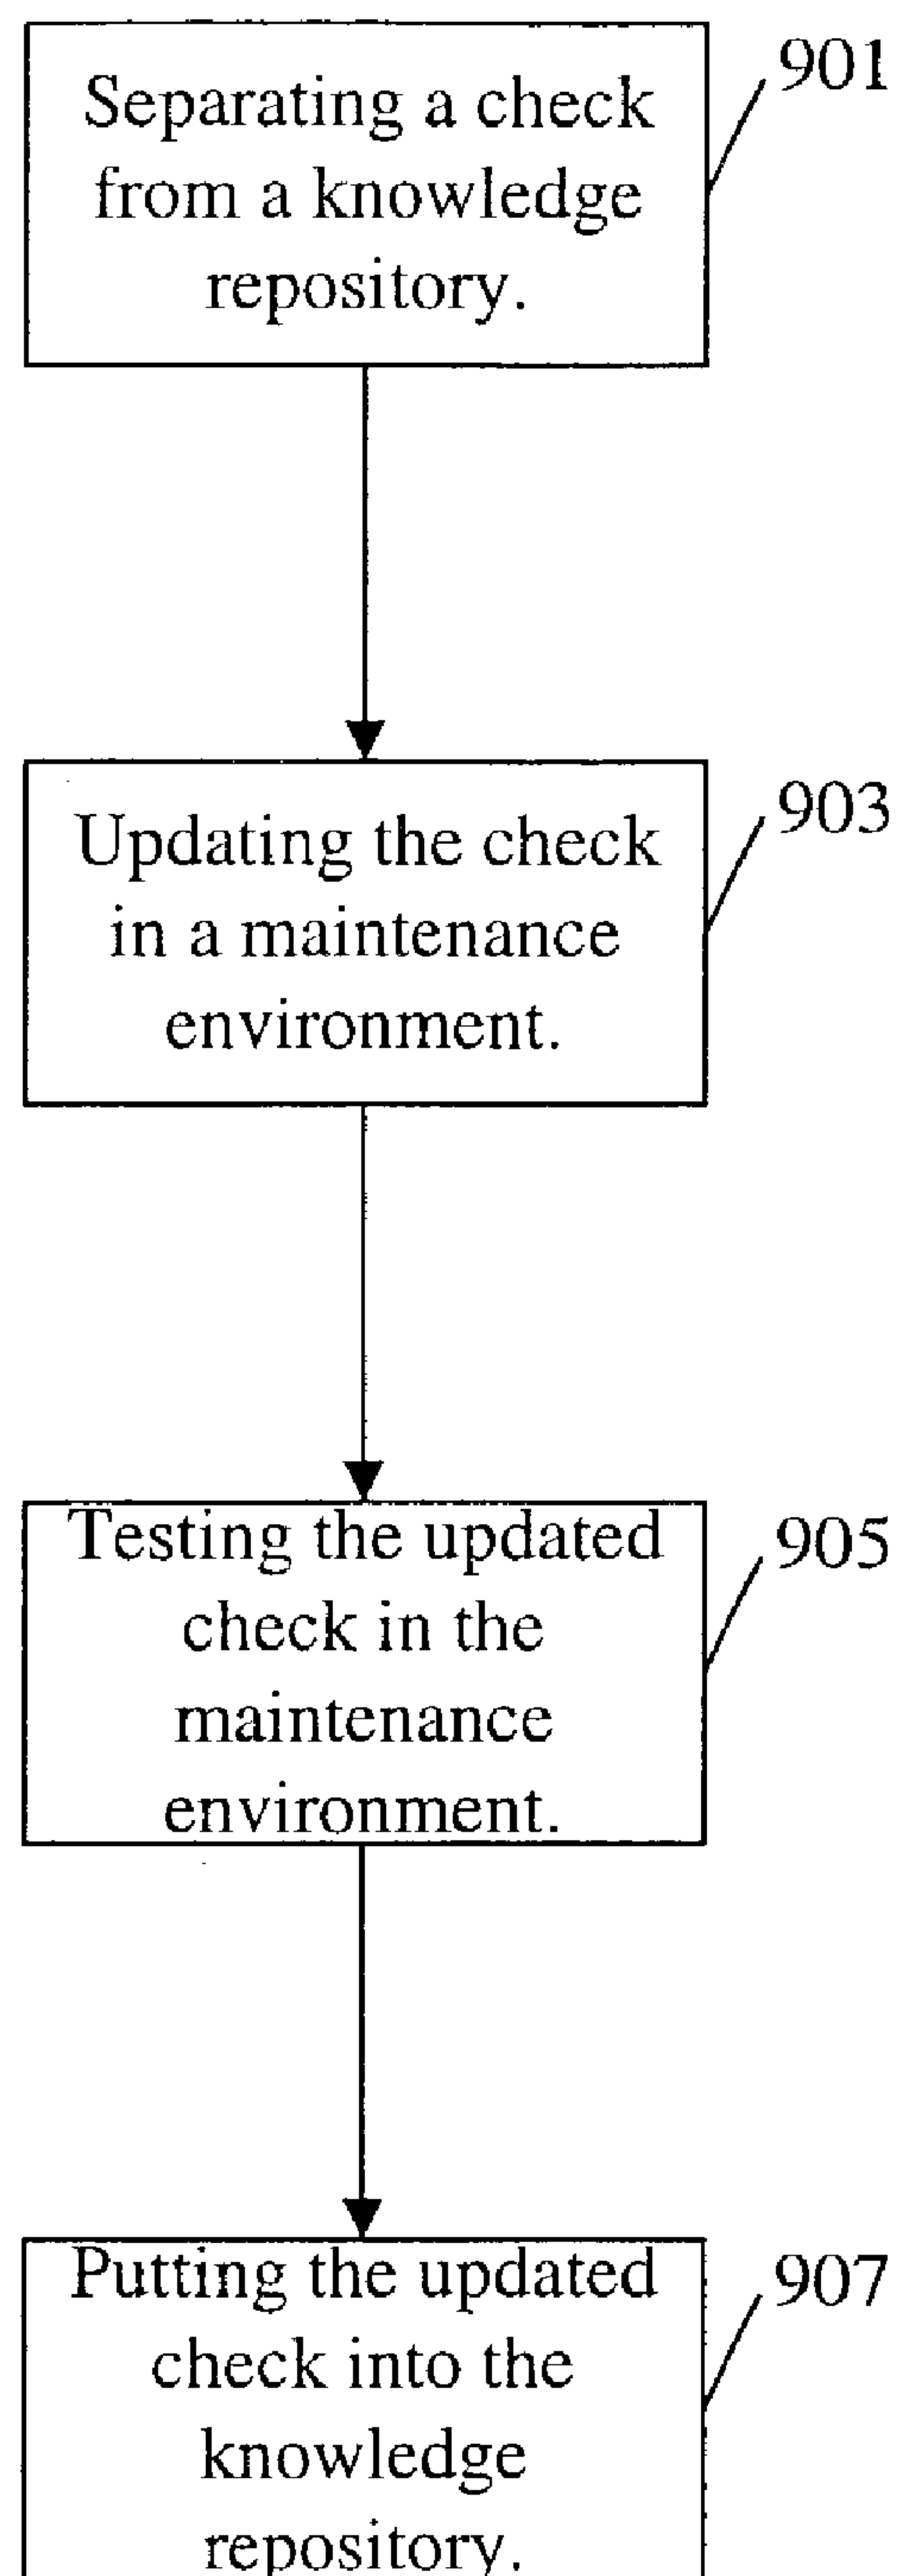 Separating a check
from a knowledge
repository.
901
Updating the check
in a maintenance
environment.
903
Testing the updated
check in the
maintenance
environment.
905
Putting the updated
check into the
knowledge
repository.
907